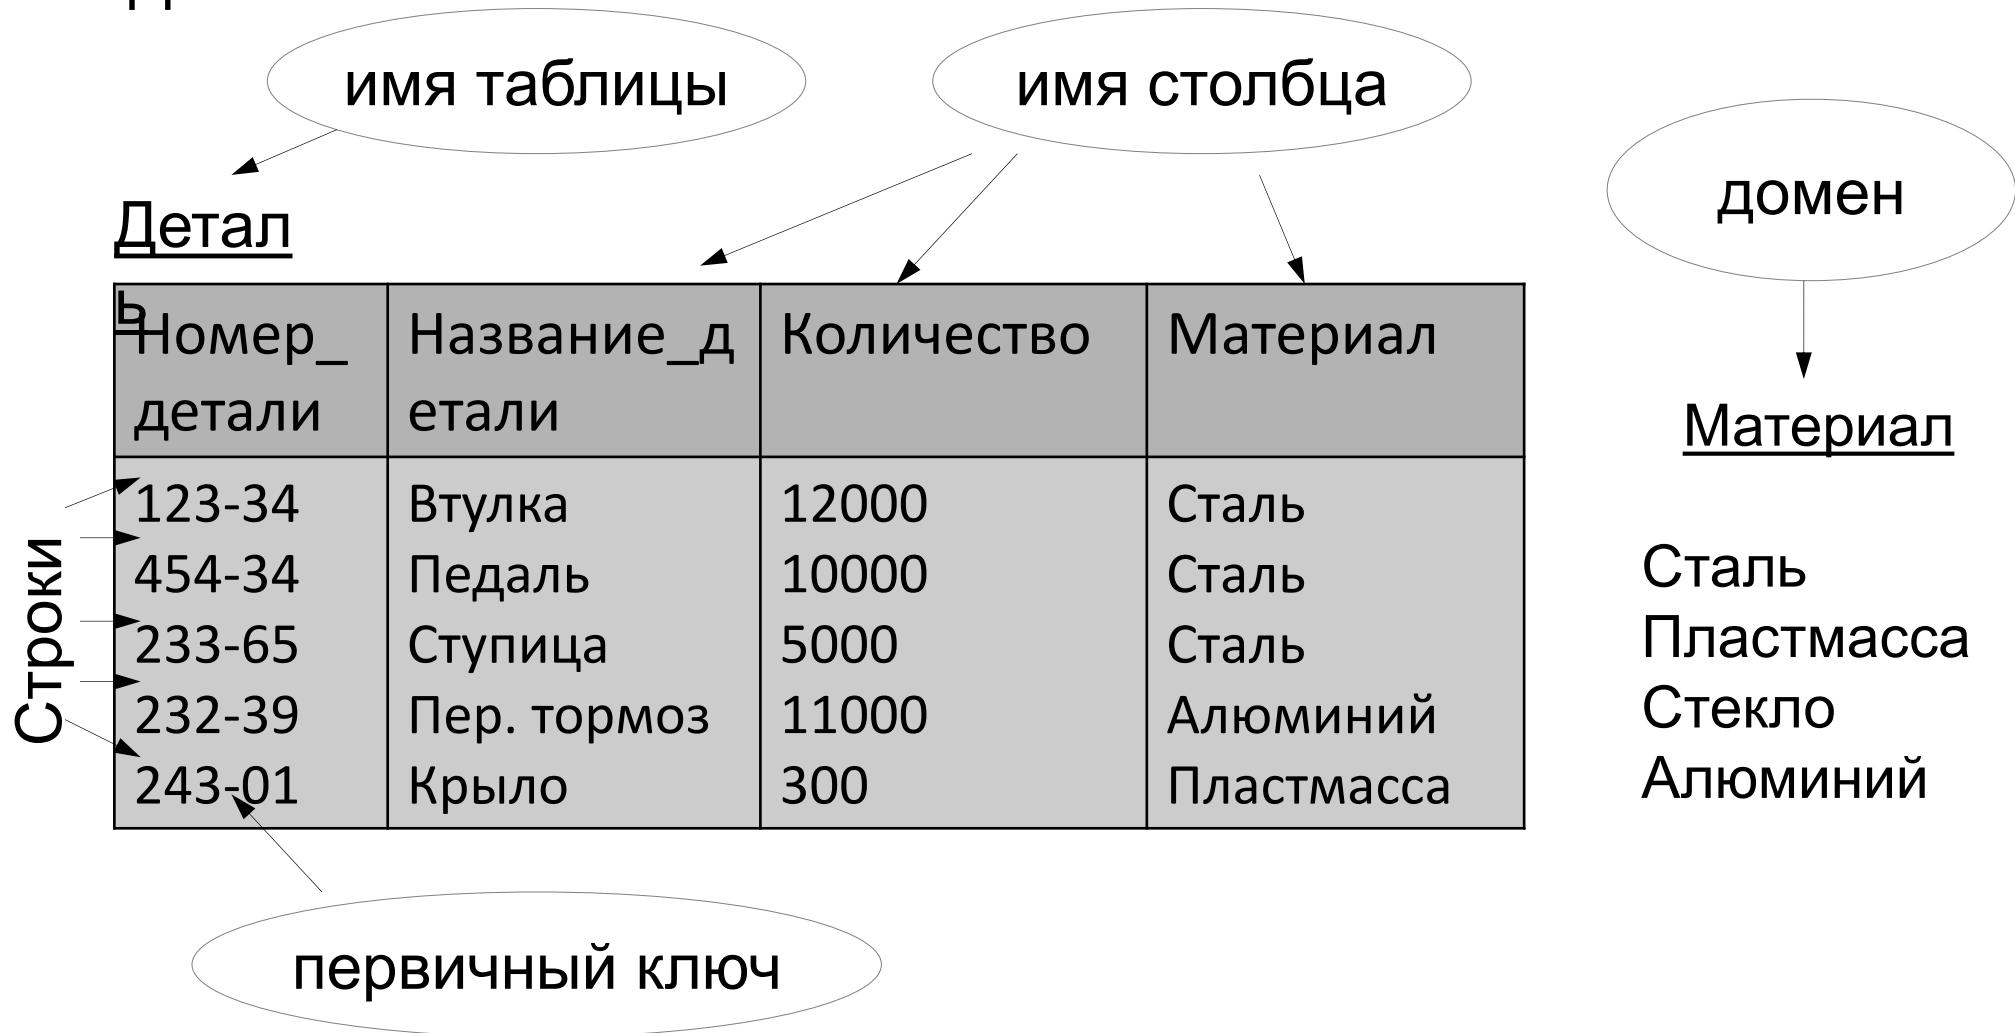 имя таблицы имя столбца
домен
Детал
ь
Номер_ Название_д Количество Материал
детали етали
Материал
123-34 Втулка 12000 Сталь
454-34 Педаль 10000 Сталь
233-65 Ступица 5000 Сталь
232-39 Пер. тормоз 11000 Алюминий
243-01 Крыло 300 Пластмасса
Строки
Сталь
Пластмасса
Стекло
Алюминий
первичный ключ